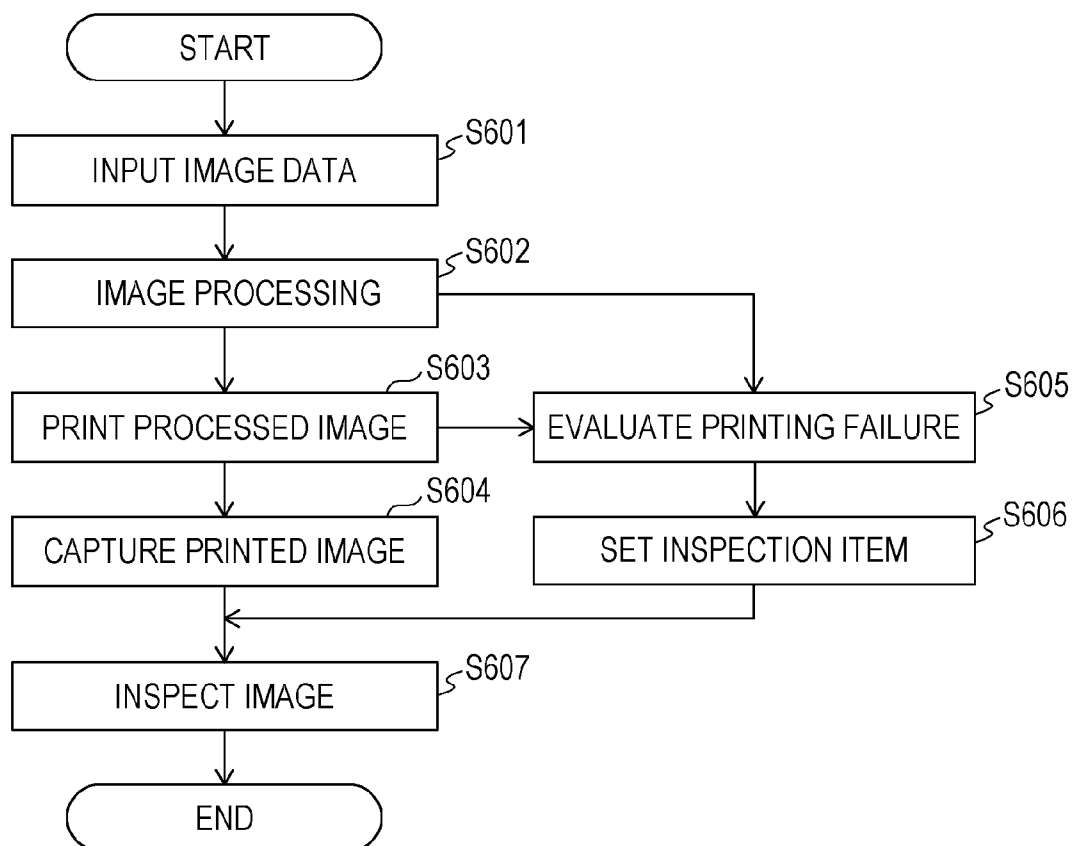 START
S601
INPUT IMAGE DATA
S602
IMAGE PROCESSING
S603
PRINT PROCESSED IMAGE
S605
EVALUATE PRINTING FAILURE
S604
CAPTURE PRINTED IMAGE
S606
SET INSPECTION ITEM
S607
INSPECT IMAGE
END